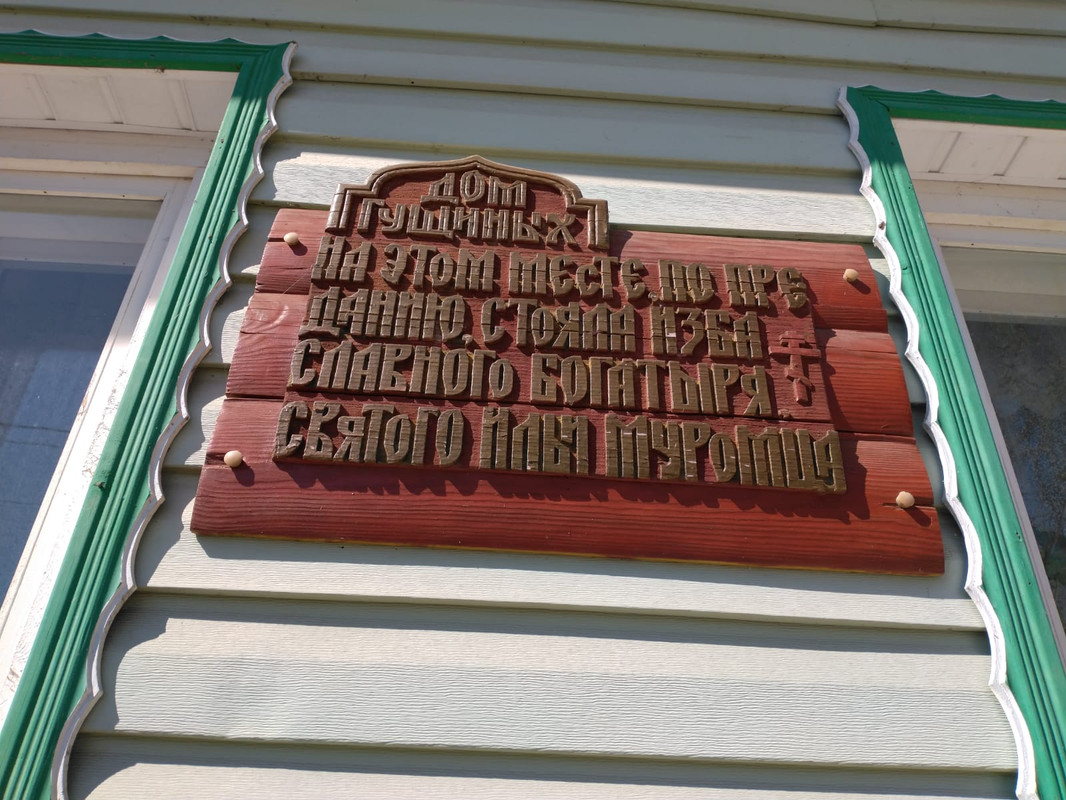 ДОМ
ГУЩИНЫХ
НА ЭТОМ МЕСТЕ, ПО ПРЕ
ДАНИЮ, СТОЯЛА ИЗБА
СЛАВНОГО БОГАТЫРЯ
СВЯТОГО ИЛЬИ МУРОМЦА